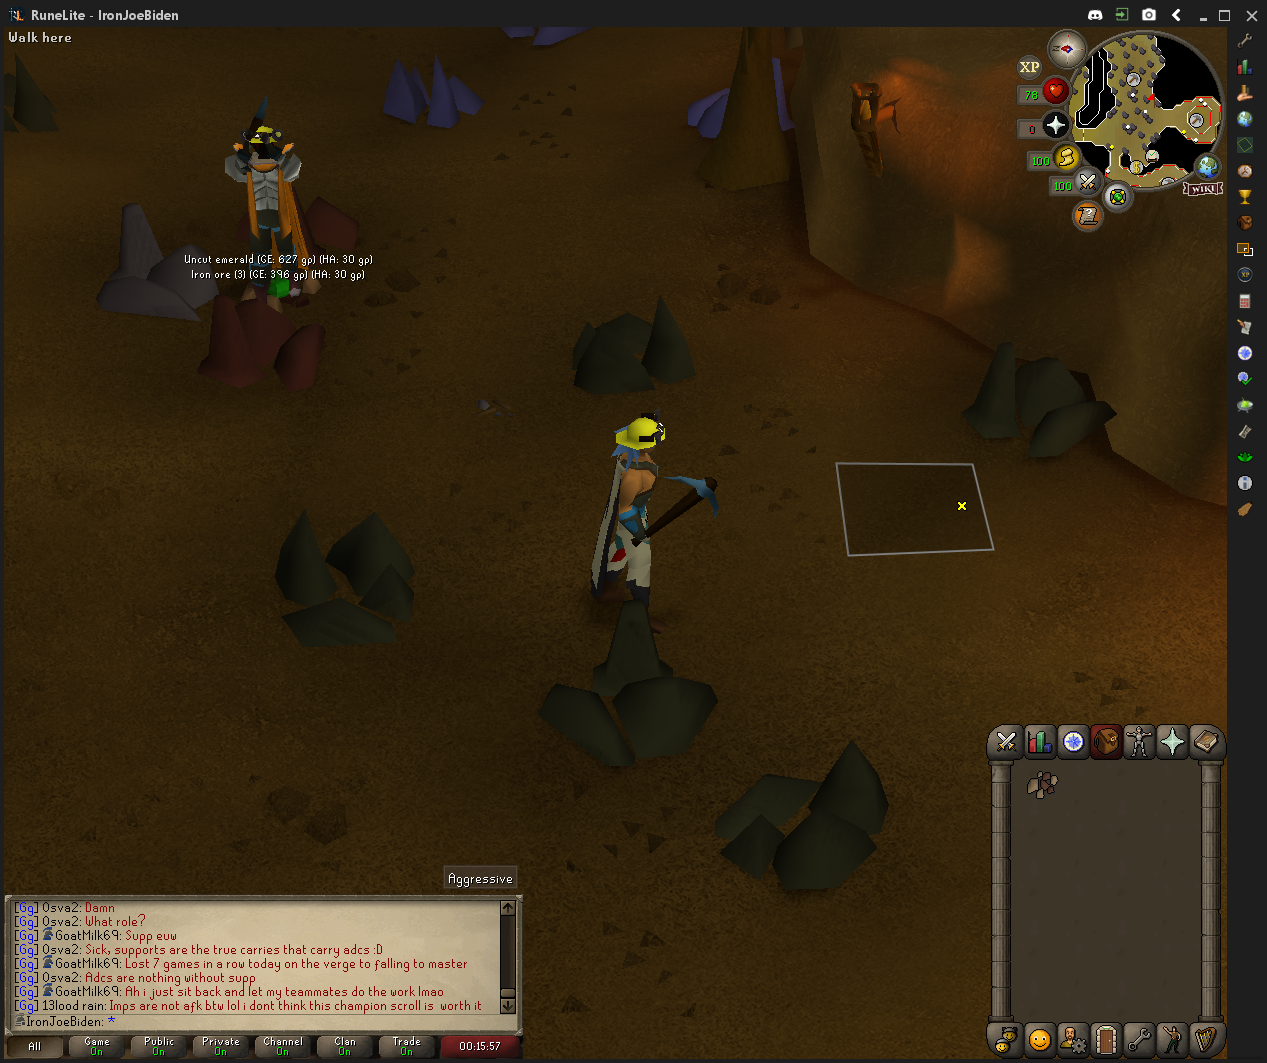 RuneLite - IronJoeBiden
Walk here
XP
78
0
100
100
WIKI
Uncut emerald (GE: 627 gp) (HA: 30 gp)
Iron ore (3) (GE: 396 gp) (HA: 30 gp)
Aggressive
[Gg] Osva2: Damn
[Gg] Osva2: What role?
[Gg] GoatMilk69: Supp euw
[Gg] Osva2: Sick, supports are the true carries that carry adcs :D
[Gg] GoatMilk69: Lost 7 games in a row today on the verge to falling to master
[Gg] Osva2: Adcs are nothing without supp
[Gg] GoatMilk69: Ah i just sit back and let my teammates do the work lmao
[Gg] 13lood rain: Imps are not afk btw lol i dont think this champion scroll is worth it
IronJoeBiden: *
All
Game On
Public On
Private On
Channel On
Clan On
Trade On
00:15:57